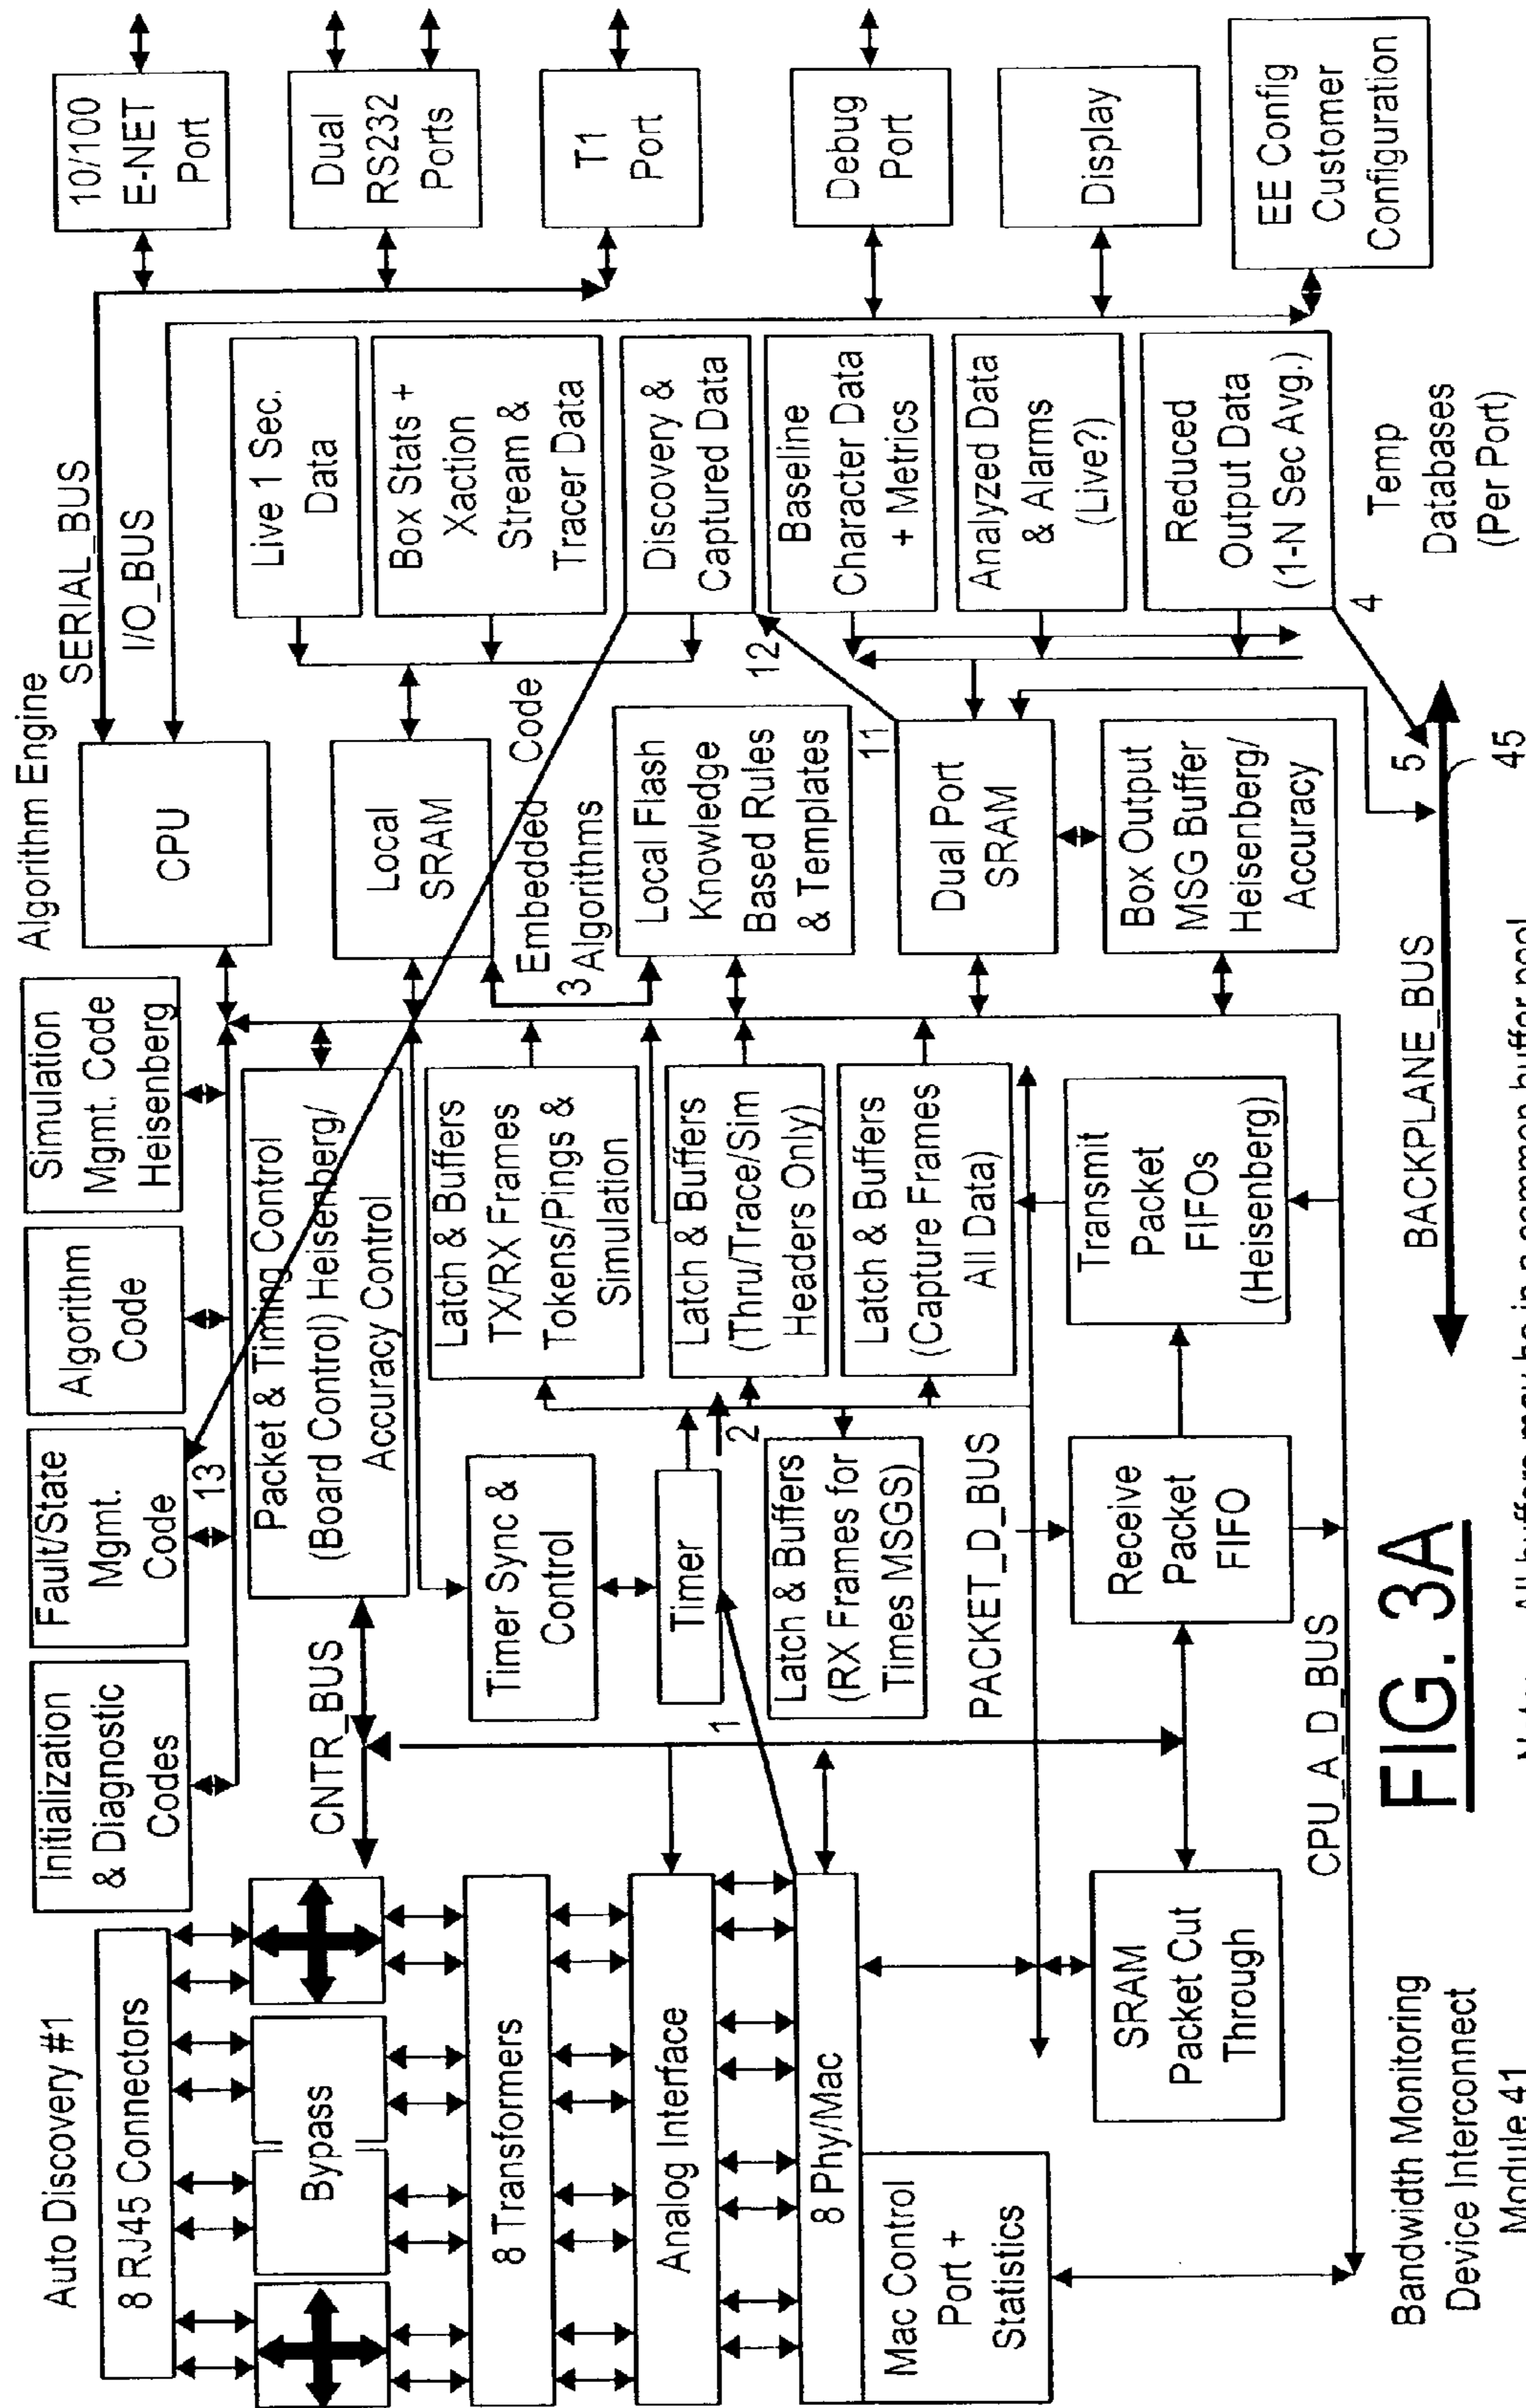 Auto Discovery #1
8 RJ45 Connectors
Bypass
8 Transformers
Analog Interface
8 Phy/Mac
Mac Control
Port +
Statistics
Initialization
& Diagnostic
Codes
Fault/State
Mgmt.
Code
13
Algorithm
Code
Simulation
Mgmt. Code
Heisenberg
Algorithm Engine
CPU
SERIAL_BUS
I/O_BUS
10/100
E-NET
Port
Dual
RS232
Ports
T1
Port
Debug
Port
Display
EE Config
Customer
Configuration
CNTR_BUS
Packet & Timing Control
(Board Control) Heisenberg/
Accuracy Control
Timer Sync &
Control
Timer
1
2
Latch & Buffers
(RX Frames for
Times MSGS)
Latch & Buffers
TX/RX Frames
Tokens/Pings &
Simulation
Latch & Buffers
(Thru/Trace/Sim
Headers Only)
Latch & Buffers
(Capture Frames
All Data)
PACKET_D_BUS
Receive
Packet
FIFO
Transmit
Packet
FIFOs
(Heisenberg)
SRAM
Packet Cut
Through
CPU_A_D_BUS
Local
SRAM
Embedded Code
3 Algorithms
Local Flash
Knowledge
Based Rules
& Templates
11
12
Dual Port
SRAM
Box Output
MSG Buffer
Heisenberg/
Accuracy
Live 1 Sec.
Data
Box Stats +
Xaction
Stream &
Tracer Data
Discovery &
Captured Data
Baseline
Character Data
+ Metrics
Analyzed Data
& Alarms
(Live?)
Reduced
Output Data
(1-N Sec Avg.)
4
Temp
Databases
(Per Port)
5
BACKPLANE_BUS
45
Bandwidth Monitoring
Device Interconnect
Module 41
FIG. 3A
All buffers may be in a common buffer pool